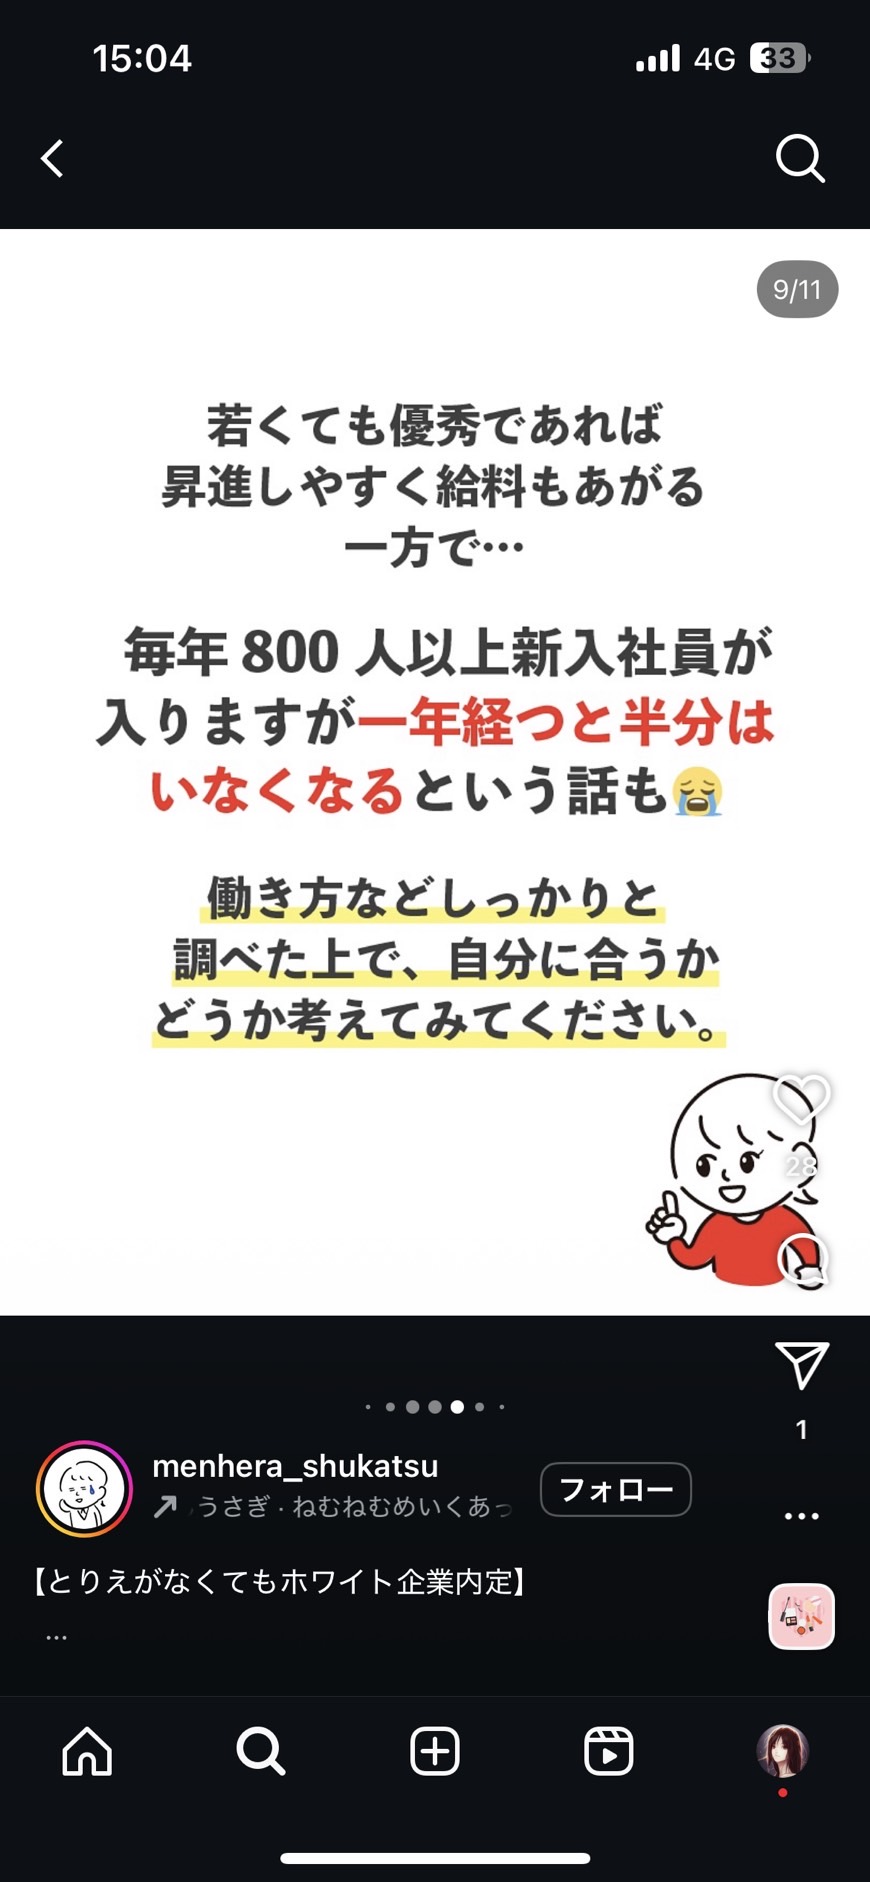 15:04
4G
33
9/11
若くても優秀であれば
昇進しやすく給料もあがる
一方で…
毎年 800 人以上新入社員が
入りますが一年経つと半分は
いなくなるという話も😭
働き方などしっかりと
調べた上で、自分に合うか
どうか考えてみてください。
28
1
menhera_shukatsu
うさぎ · ねむねむめいくあっ
フォロー
【とりえがなくてもホワイト企業内定】
...